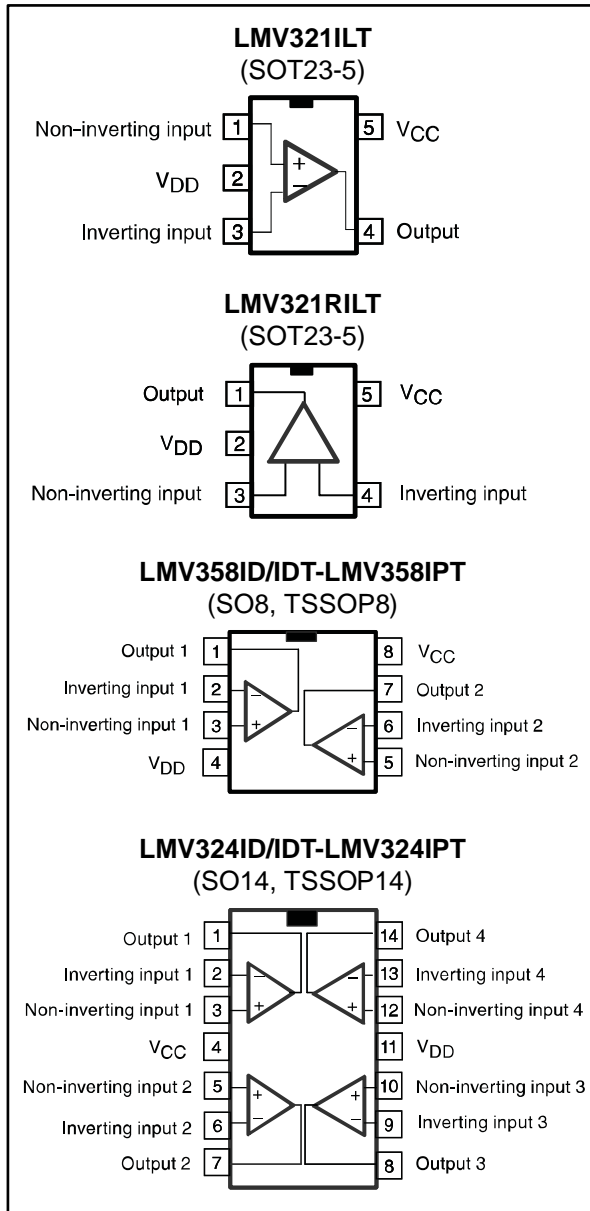 LMV321ILT
(SOT23-5)
Non-inverting input 1
5 VCC
VDD 2
+
−
Inverting input 3
4 Output
LMV321RILT
(SOT23-5)
Output 1
5 VCC
VDD 2
Non-inverting input 3
4 Inverting input
LMV358ID/IDT-LMV358IPT
(SO8, TSSOP8)
Output 1 1
8 VCC
Inverting input 1 2
−
7 Output 2
Non-inverting input 1 3
+
−
6 Inverting input 2
VDD 4
+
5 Non-inverting input 2
LMV324ID/IDT-LMV324IPT
(SO14, TSSOP14)
Output 1 1
14 Output 4
Inverting input 1 2
−
−
13 Inverting input 4
Non-inverting input 1 3
+
+
12 Non-inverting input 4
VCC 4
11 VDD
Non-inverting input 2 5
+
+
10 Non-inverting input 3
Inverting input 2 6
−
−
9 Inverting input 3
Output 2 7
8 Output 3